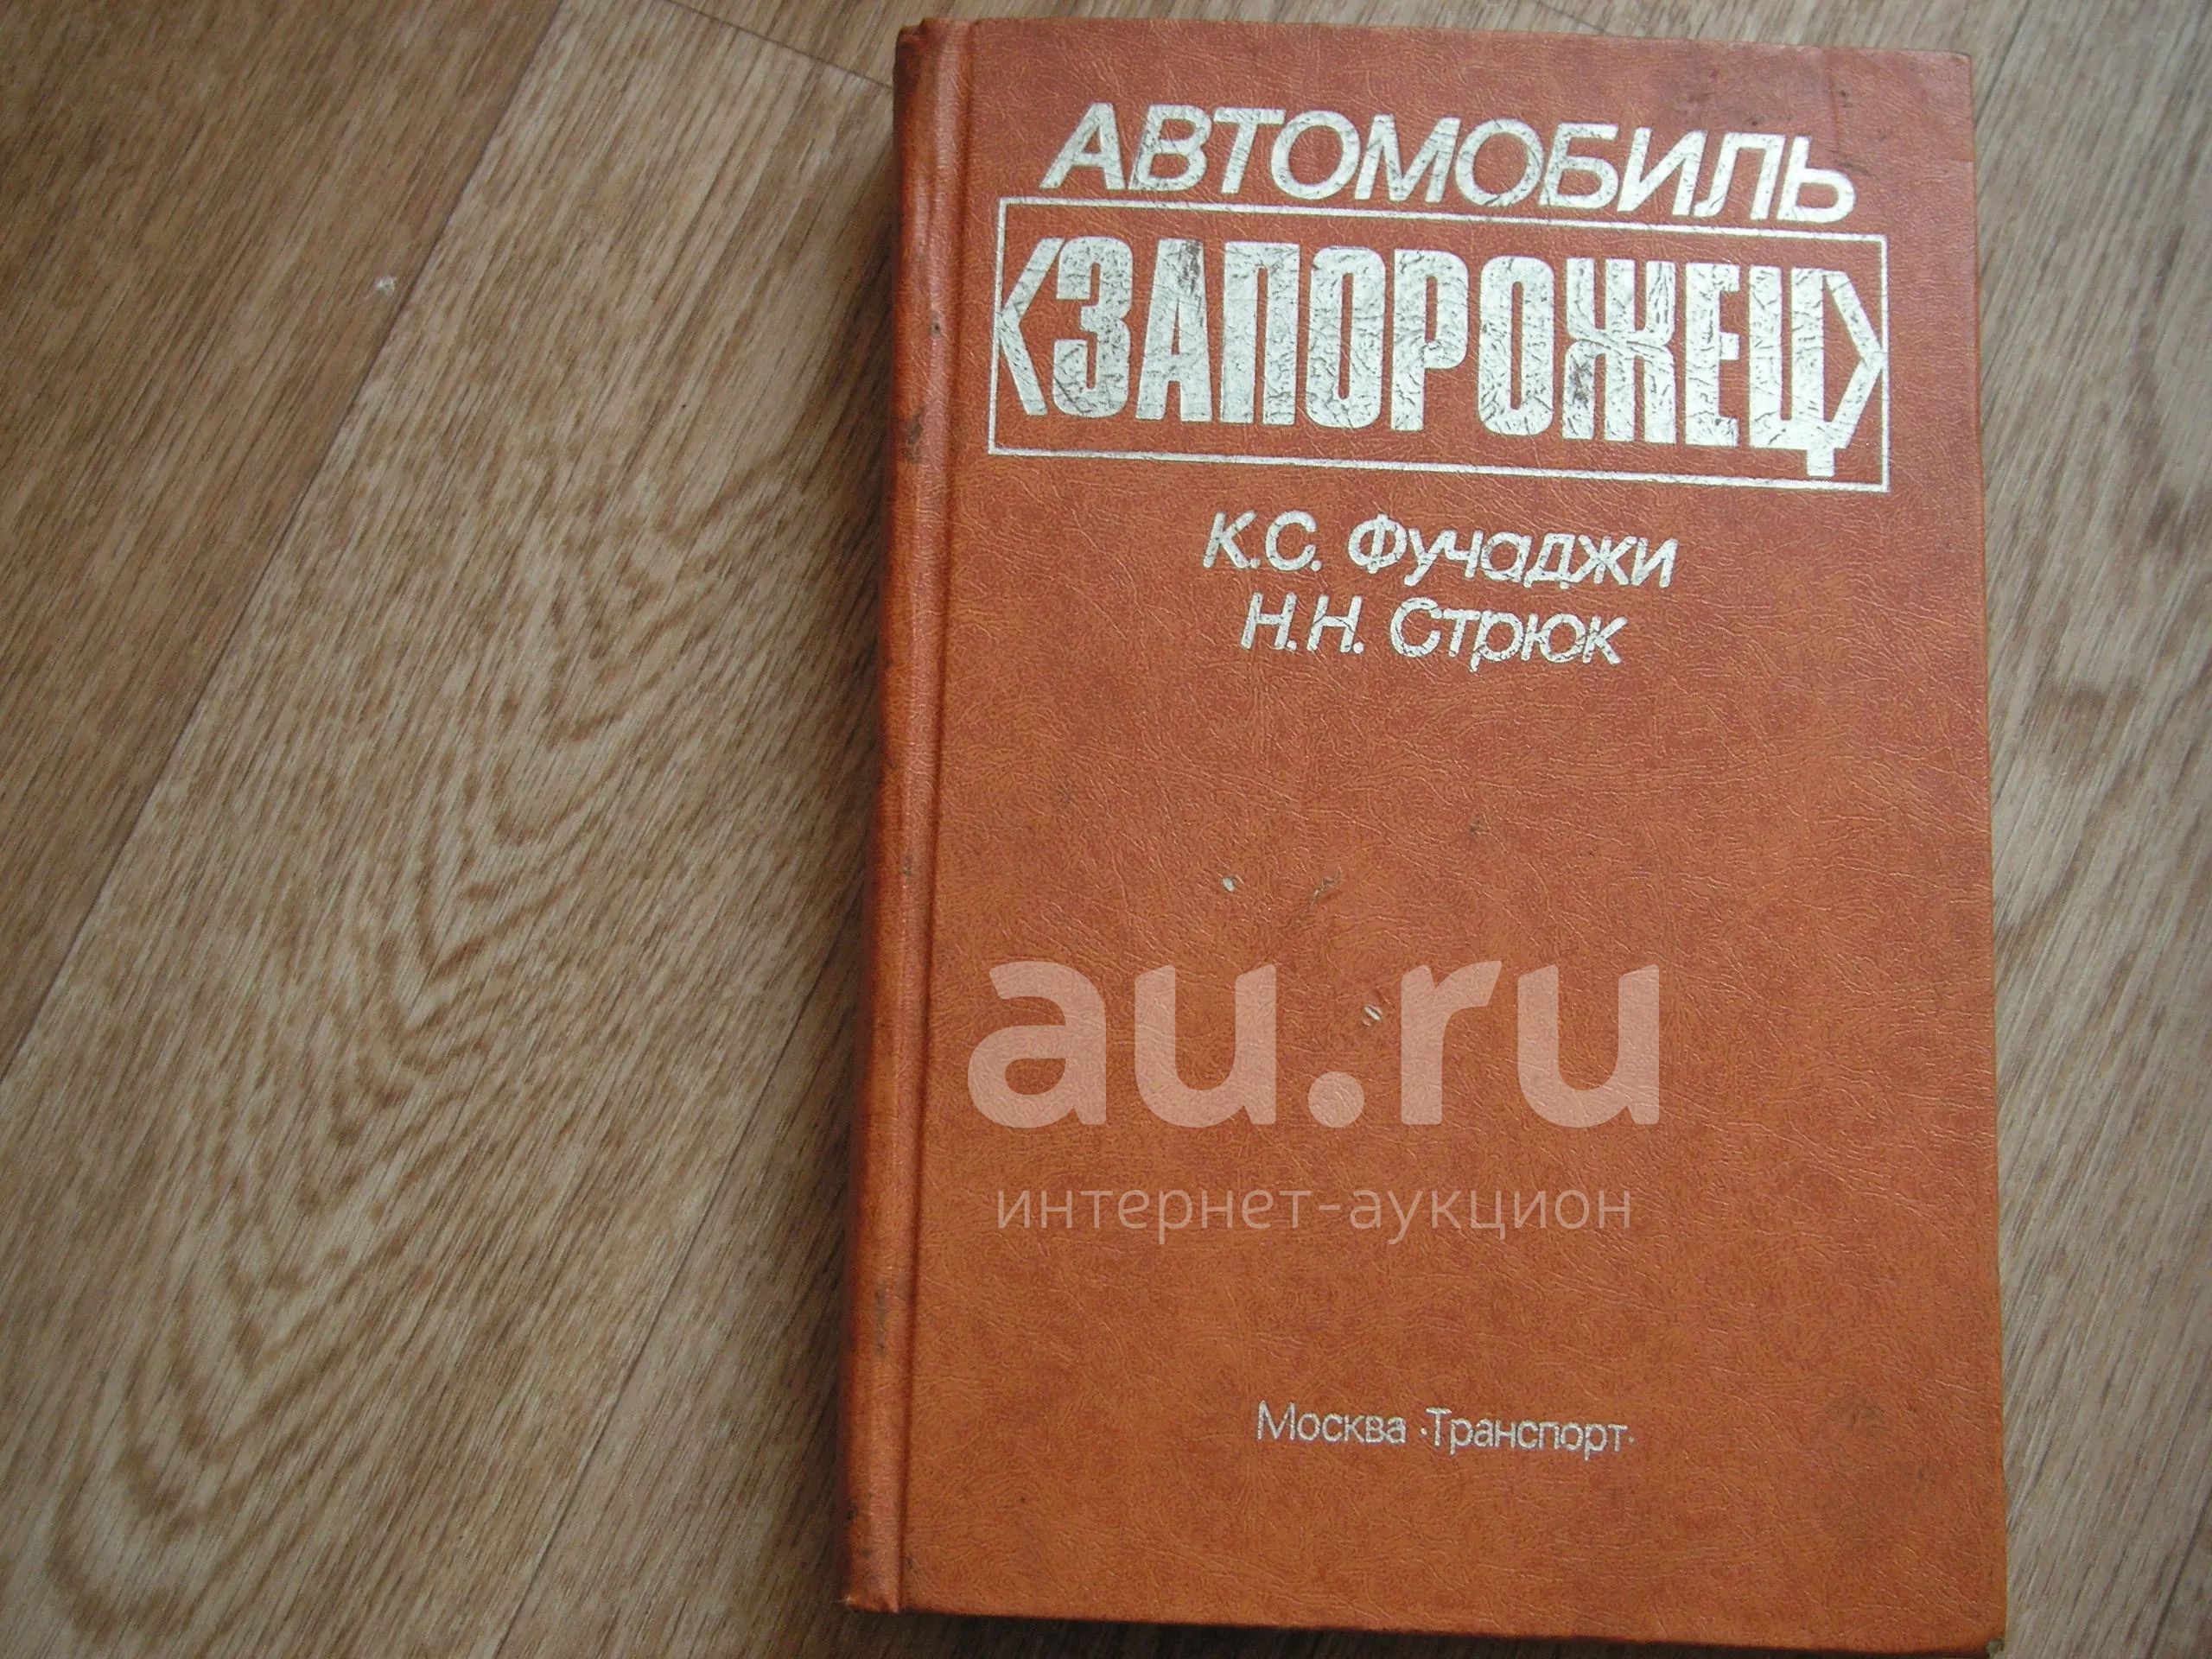 АВТОМОБИЛЬ
<ЗАПОРОЖЕЦ>
К.С. Фучаджи
Н.Н. Стрюк
au.ru
интернет-аукцион
Москва ·Транспорт·